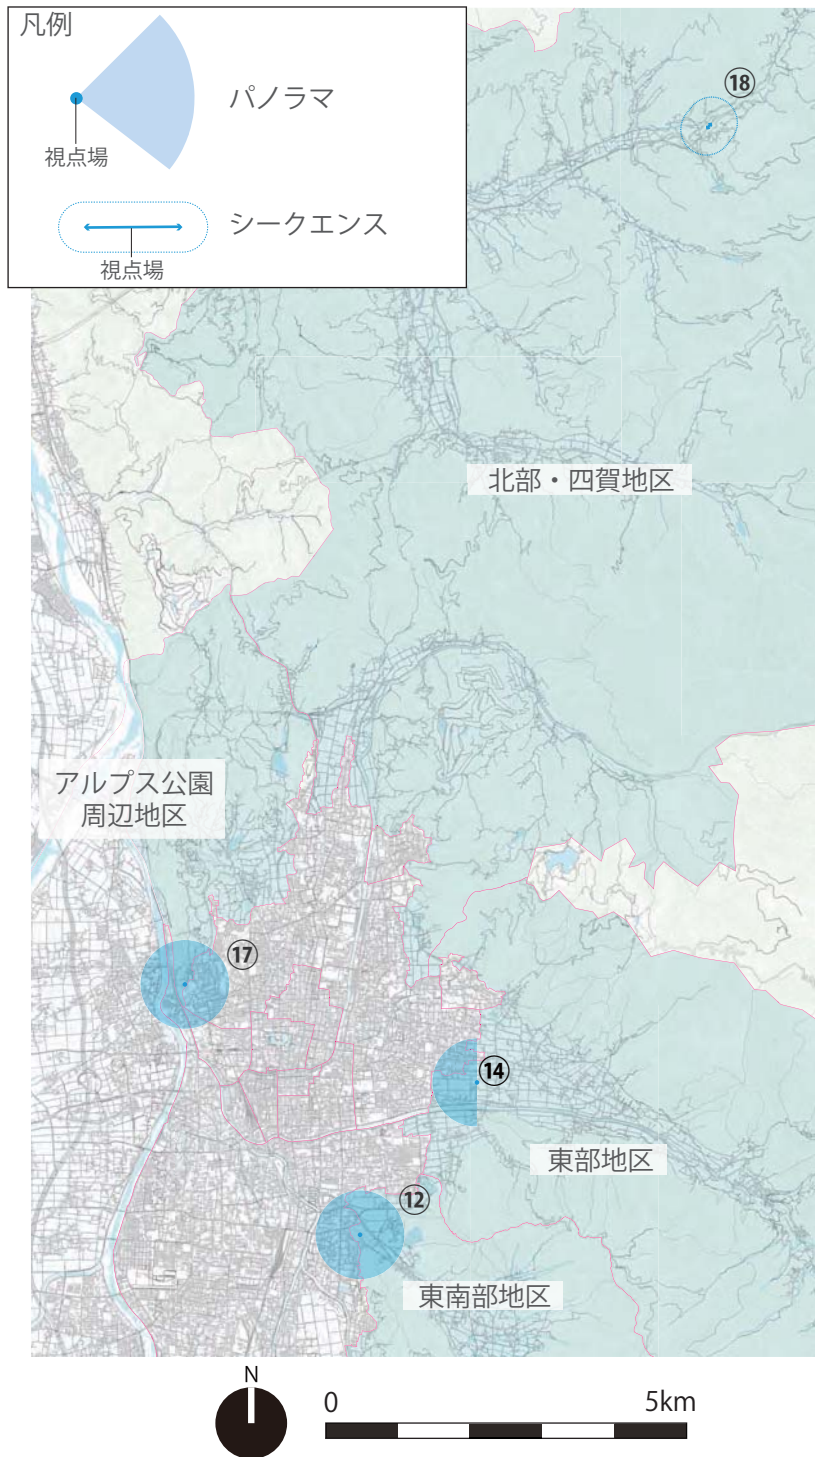 凡例
パノラマ
視点場
シークエンス
視点場
⑱
北部・四賀地区
アルプス公園
周辺地区
⑰
⑭
東部地区
⑫
東南部地区
N
0
5km